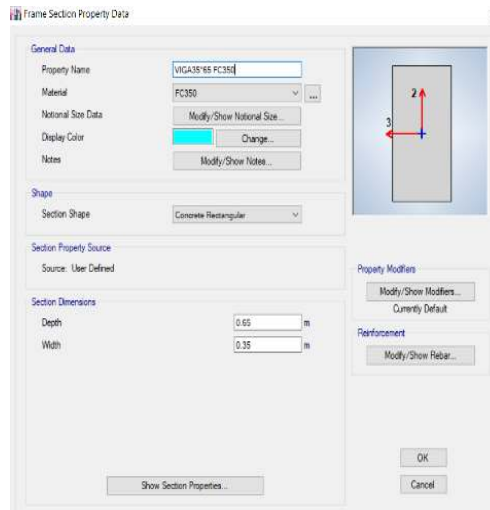 Frame Section Property Data
General Data
Property Name VIGA35*65 FC350
Material FC350 ...
Notional Size Data Modify/Show Notional Size...
Display Color Change...
Notes Modify/Show Notes...
Shape
Section Shape Concrete Rectangular
Section Property Source
Source: User Defined
Section Dimensions
Depth 0.65 m
Width 0.35 m
Show Section Properties...
2
3
Property Modifiers
Modify/Show Modifiers...
Currently Default
Reinforcement
Modify/Show Rebar...
OK
Cancel